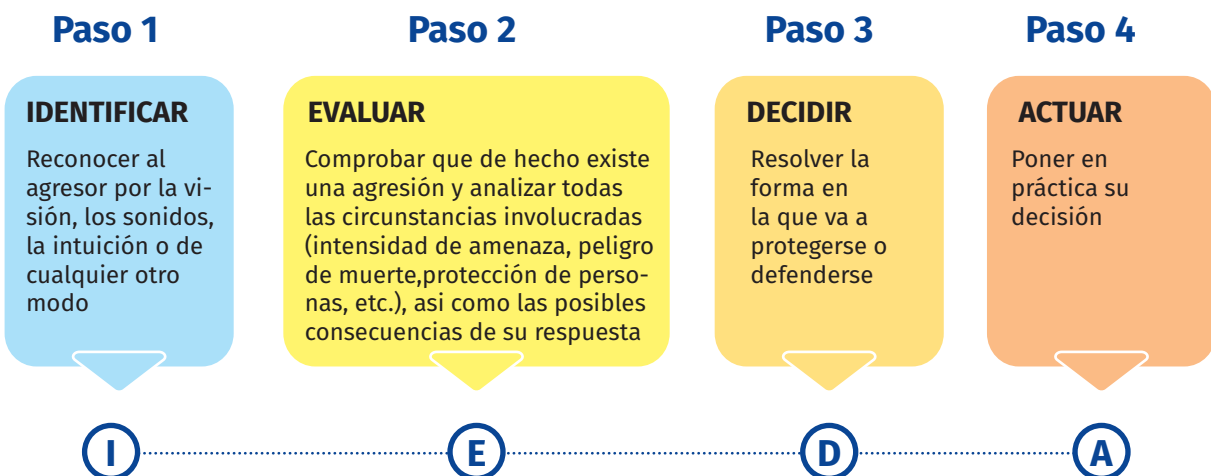 Paso 1
IDENTIFICAR
Reconocer al
agresor por la vi-
sión, los sonidos,
la intuición o de
cualquier otro
modo
I
Paso 2
EVALUAR
Comprobar que de hecho existe
una agresión y analizar todas
las circunstancias involucradas
(intensidad de amenaza, peligro
de muerte,protección de perso-
nas, etc.), asi como las posibles
consecuencias de su respuesta
E
Paso 3
DECIDIR
Resolver la
forma en
la que va a
protegerse o
defenderse
D
Paso 4
ACTUAR
Poner en
práctica su
decisión
A